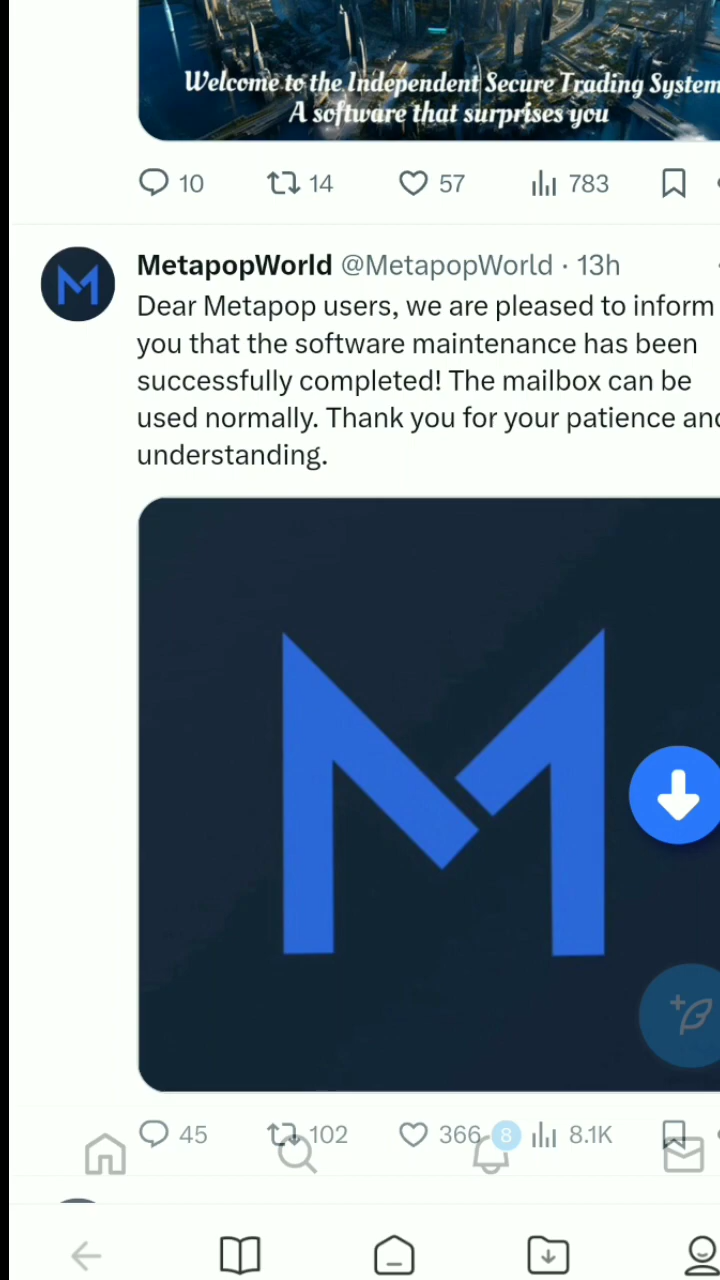 Welcome to the Independent Secure Trading System
A software that surprises you
10 14 57 783
MetapopWorld @MetapopWorld · 13h
Dear Metapop users, we are pleased to inform
you that the software maintenance has been
successfully completed! The mailbox can be
used normally. Thank you for your patience and
understanding.
45 102 366 8.1K
8